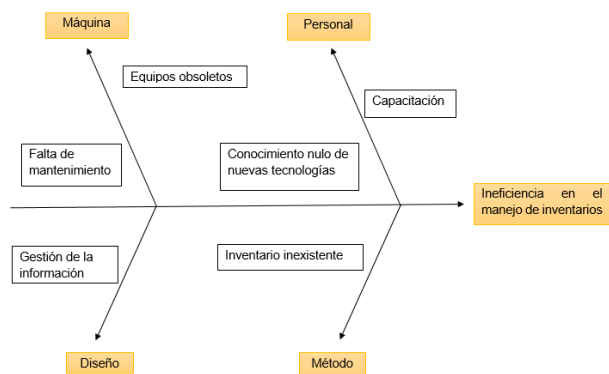 Máquina
Personal
Equipos obsoletos
Capacitación
Falta de
mantenimiento
Conocimiento nulo de
nuevas tecnologías
Ineficiencia en el
manejo de inventarios
Gestión de la
información
Inventario inexistente
Diseño
Método